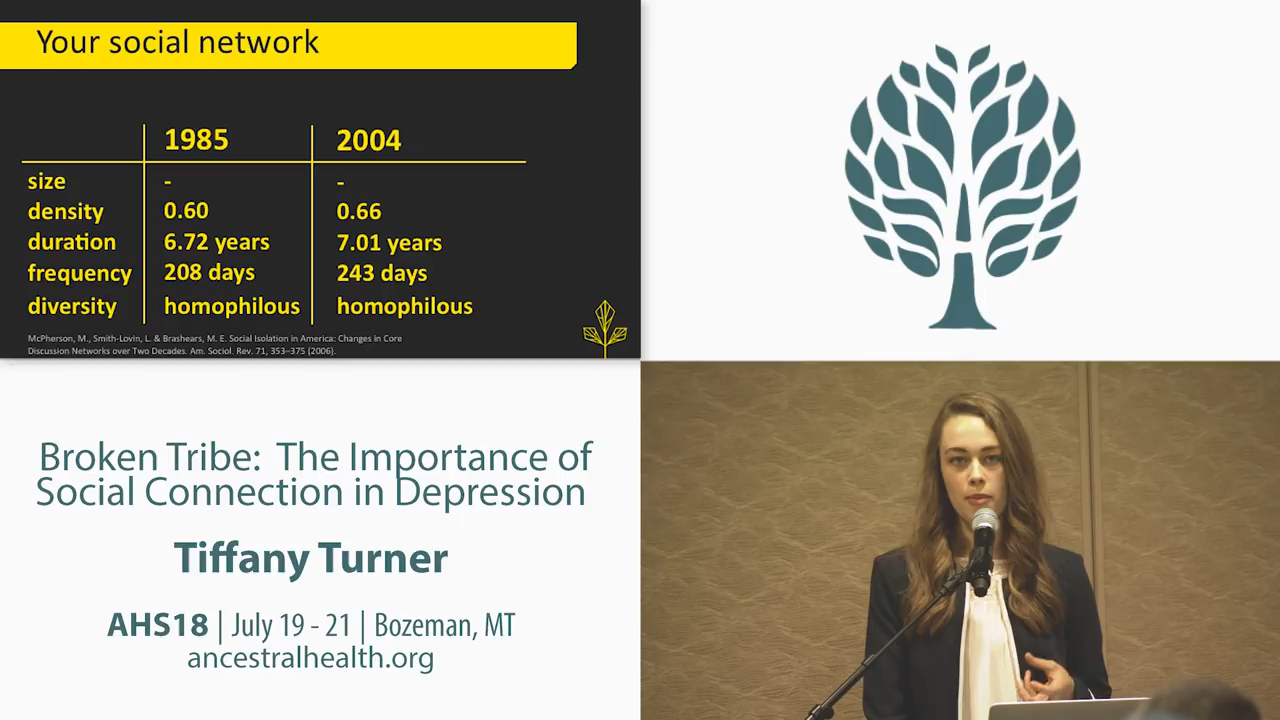 Your social network
1985 2004
size - -
density 0.60 0.66
duration 6.72 years 7.01 years
frequency 208 days 243 days
diversity homophilous homophilous
McPherson, M., Smith-Lovin, L. & Brashears, M. E. Social Isolation in America: Changes in Core
Discussion Networks over Two Decades. Am. Sociol. Rev. 71, 353–375 (2006).
Broken Tribe: The Importance of
Social Connection in Depression
Tiffany Turner
AHS18 | July 19 - 21 | Bozeman, MT
ancestralhealth.org